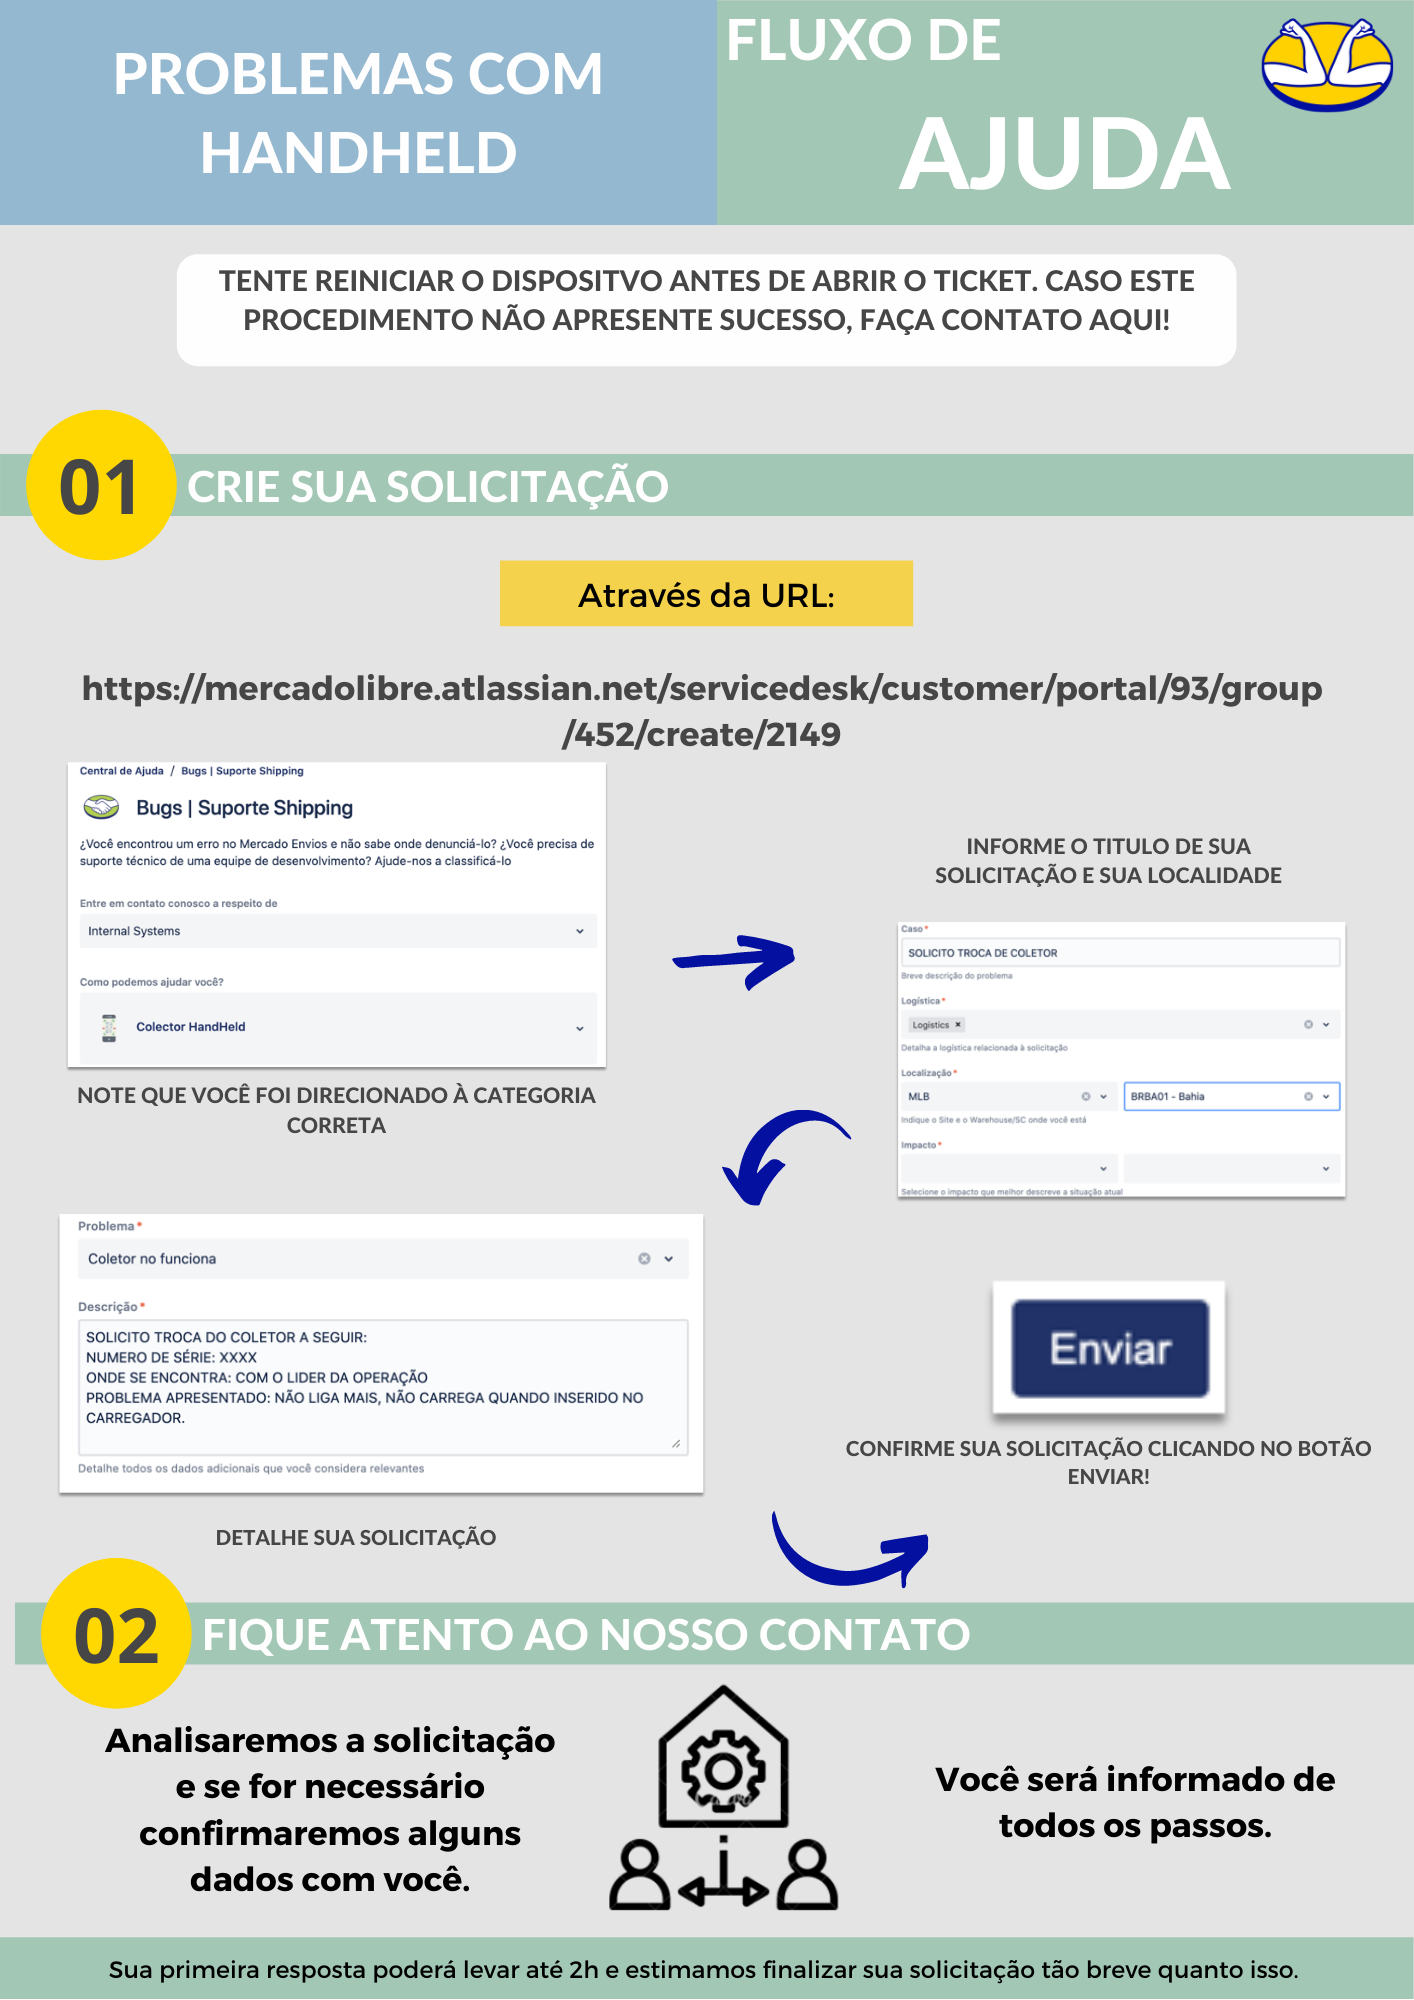 PROBLEMAS COM
HANDHELD
FLUXO DE
AJUDA
TENTE REINICIAR O DISPOSITVO ANTES DE ABRIR O TICKET. CASO ESTE
PROCEDIMENTO NÃO APRESENTE SUCESSO, FAÇA CONTATO AQUI!
01
CRIE SUA SOLICITAÇÃO
Através da URL:
https://mercadolibre.atlassian.net/servicedesk/customer/portal/93/group
/452/create/2149
Central de Ajuda / Bugs | Suporte Shipping
Bugs | Suporte Shipping
¿Você encontrou um erro no Mercado Envios e não sabe onde denunciá-lo? ¿Você precisa de
suporte técnico de uma equipe de desenvolvimento? Ajude-nos a classificá-lo
Entre em contato conosco a respeito de
Internal Systems
Como podemos ajudar você?
Colector HandHeld
NOTE QUE VOCÊ FOI DIRECIONADO À CATEGORIA
CORRETA
INFORME O TITULO DE SUA
SOLICITAÇÃO E SUA LOCALIDADE
Caso*
SOLICITO TROCA DE COLETOR
Breve descrição do problema
Logística*
Logistics ×
Detalha a logística relacionada à solicitação
Localização*
MLB
BRBA01 - Bahia
Indique o Site e o Warehouse/SC onde você está
Impacto*
Selecione o impacto que melhor descreve a situação atual
Problema*
Coletor no funciona
Descrição*
SOLICITO TROCA DO COLETOR A SEGUIR:
NUMERO DE SÉRIE: XXXX
ONDE SE ENCONTRA: COM O LIDER DA OPERAÇÃO
PROBLEMA APRESENTADO: NÃO LIGA MAIS, NÃO CARREGA QUANDO INSERIDO NO
CARREGADOR.
Detalhe todos os dados adicionais que você considera relevantes
DETALHE SUA SOLICITAÇÃO
Enviar
CONFIRME SUA SOLICITAÇÃO CLICANDO NO BOTÃO
ENVIAR!
02
FIQUE ATENTO AO NOSSO CONTATO
Analisaremos a solicitação
e se for necessário
confirmaremos alguns
dados com você.
Você será informado de
todos os passos.
Sua primeira resposta poderá levar até 2h e estimamos finalizar sua solicitação tão breve quanto isso.